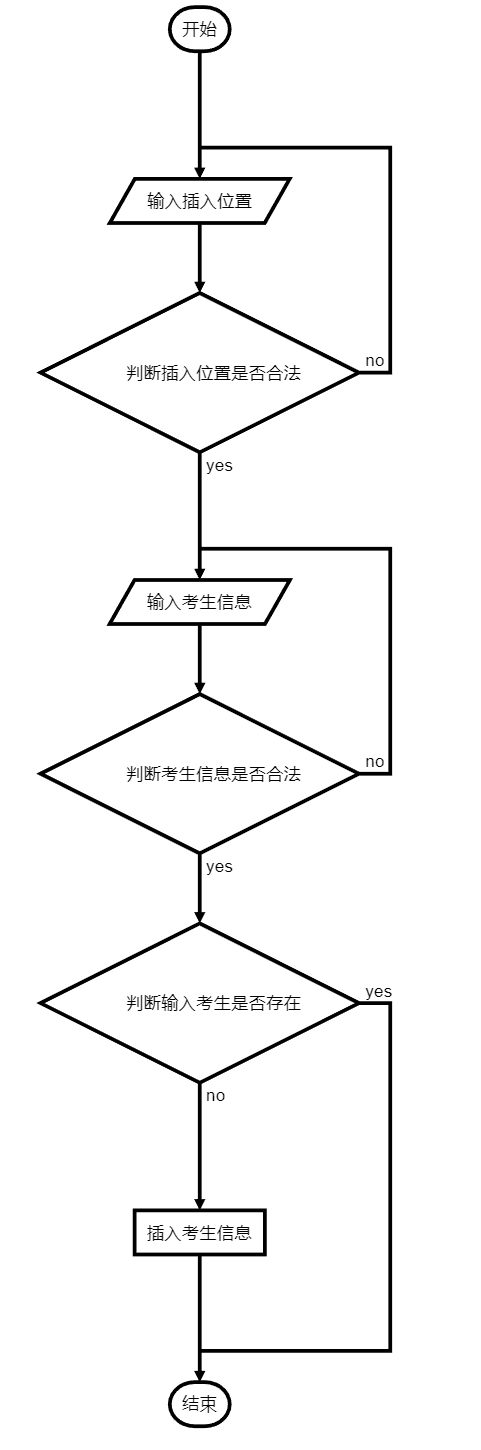 开始
输入插入位置
判断插入位置是否合法
no
yes
输入考生信息
判断考生信息是否合法
no
yes
判断输入考生是否存在
yes
no
插入考生信息
结束